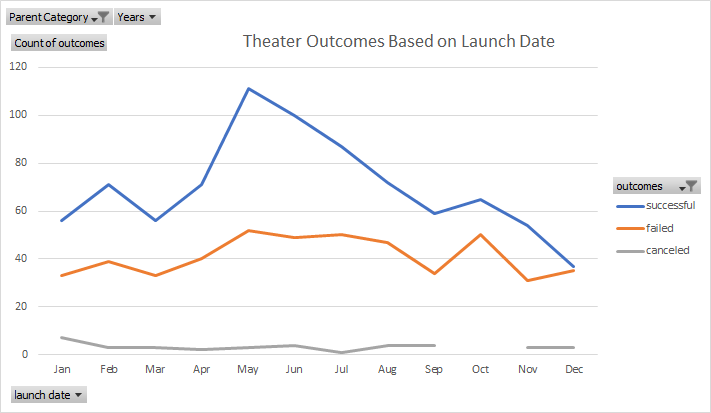 Parent Category Years
Count of outcomes
Theater Outcomes Based on Launch Date
120
100
80
60
40
20
0
Jan Feb Mar Apr May Jun Jul Aug Sep Oct Nov Dec
outcomes
successful
failed
canceled
launch date